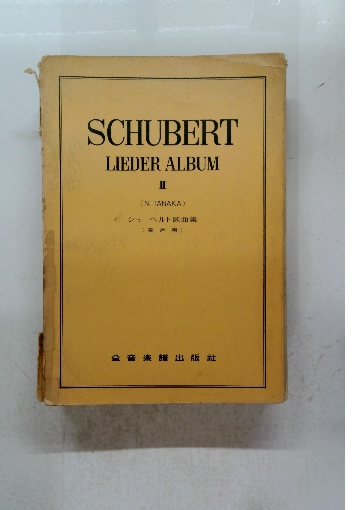 SCHUBERT
LIEDER ALBUM
II
(N. TANAKA)
シューベルト歌曲集
全音楽譜出版社